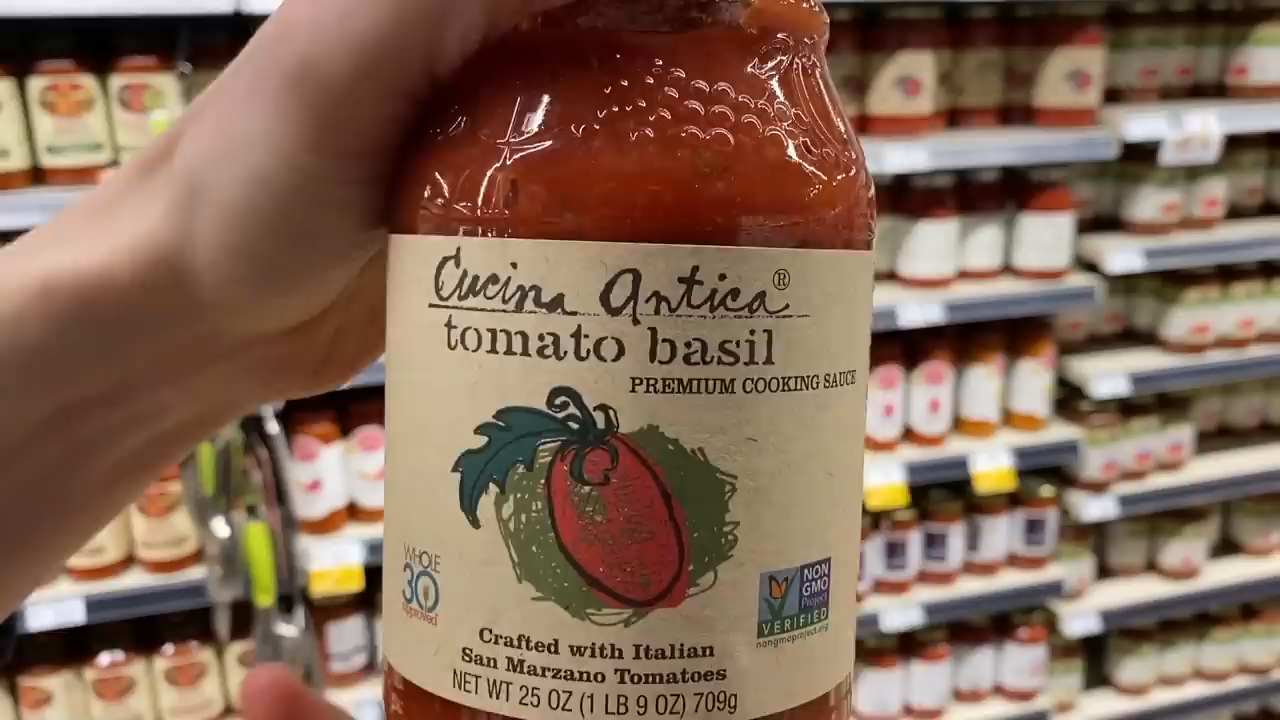 Cucina Antica®
tomato basil
PREMIUM COOKING SAUCE
WHOLE
30
approved
NON
GMO
Project
VERIFIED
nongmoproject.org
Crafted with Italian
San Marzano Tomatoes
NET WT 25 OZ (1 LB 9 OZ) 709g